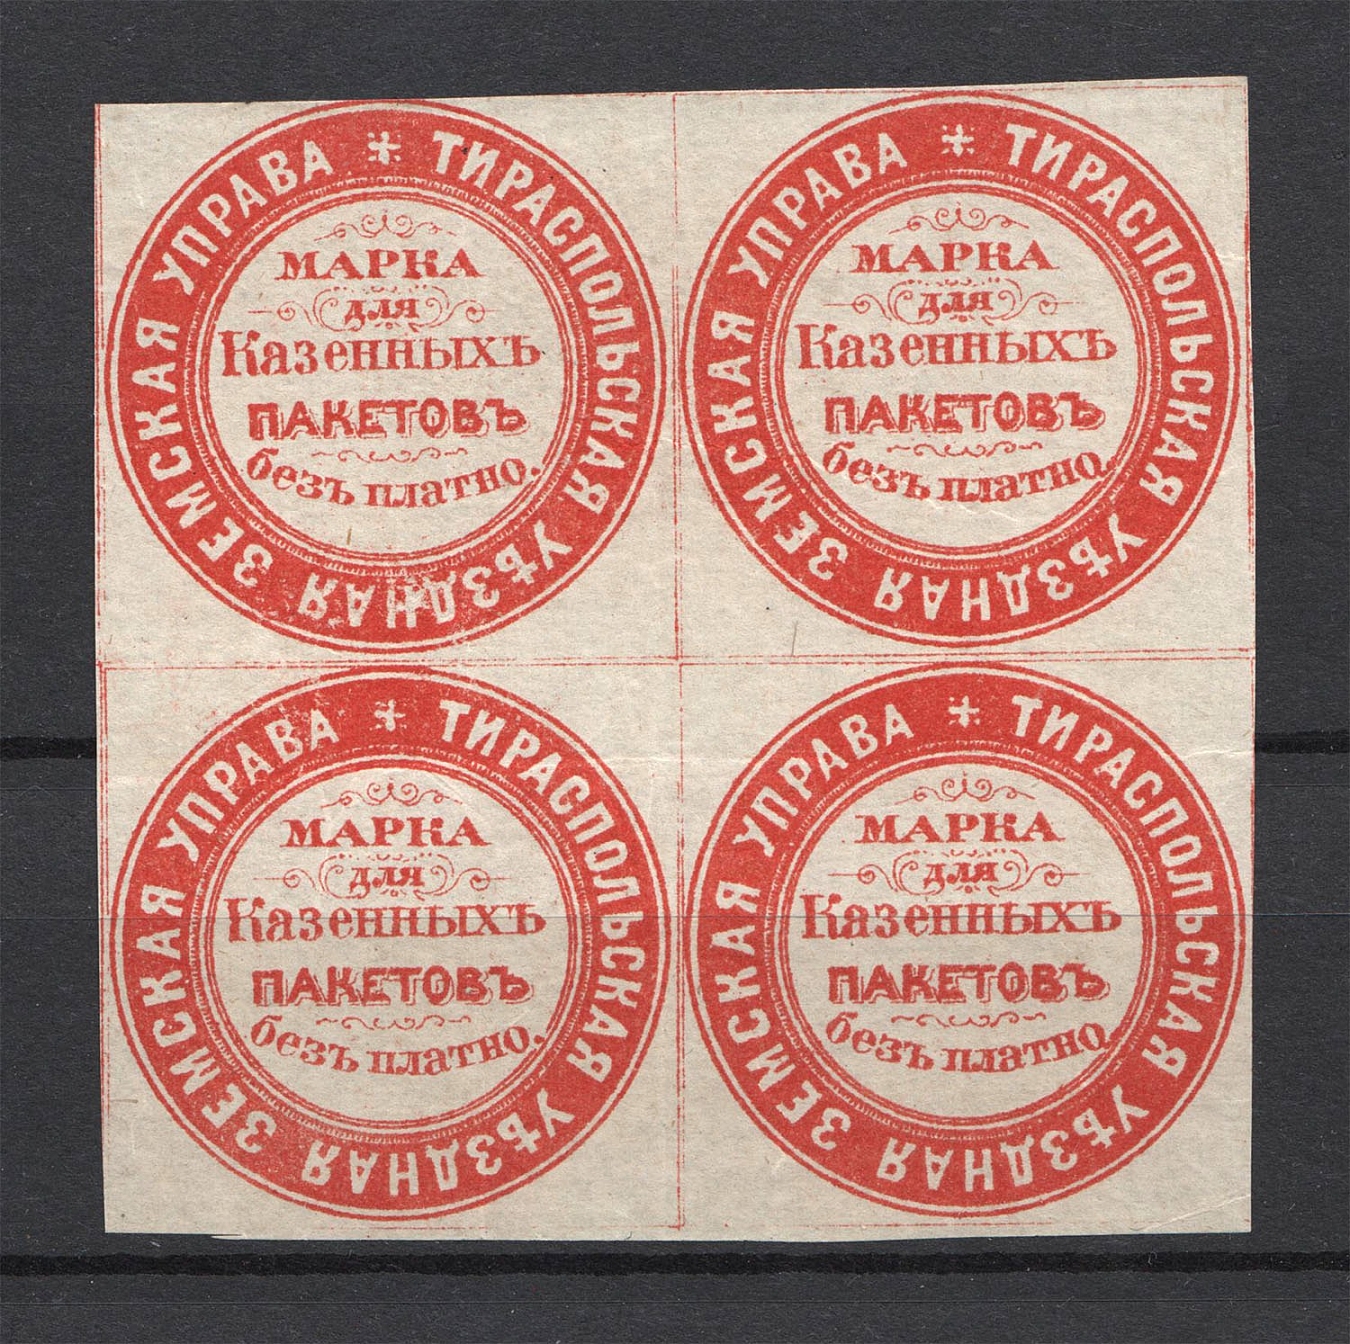 ТИРАСПОЛЬСКАЯ УѢЗДНАЯ ЗЕМСКАЯ УПРАВА
МАРКА
для
Казенныхъ
ПАКЕТОВЪ
безъ платно.
ТИРАСПОЛЬСКАЯ УѢЗДНАЯ ЗЕМСКАЯ УПРАВА
МАРКА
для
Казенныхъ
ПАКЕТОВЪ
безъ платно.
ТИРАСПОЛЬСКАЯ УѢЗДНАЯ ЗЕМСКАЯ УПРАВА
МАРКА
для
Казенныхъ
ПАКЕТОВЪ
безъ платно.
ТИРАСПОЛЬСКАЯ УѢЗДНАЯ ЗЕМСКАЯ УПРАВА
МАРКА
для
Казенныхъ
ПАКЕТОВЪ
безъ платно.